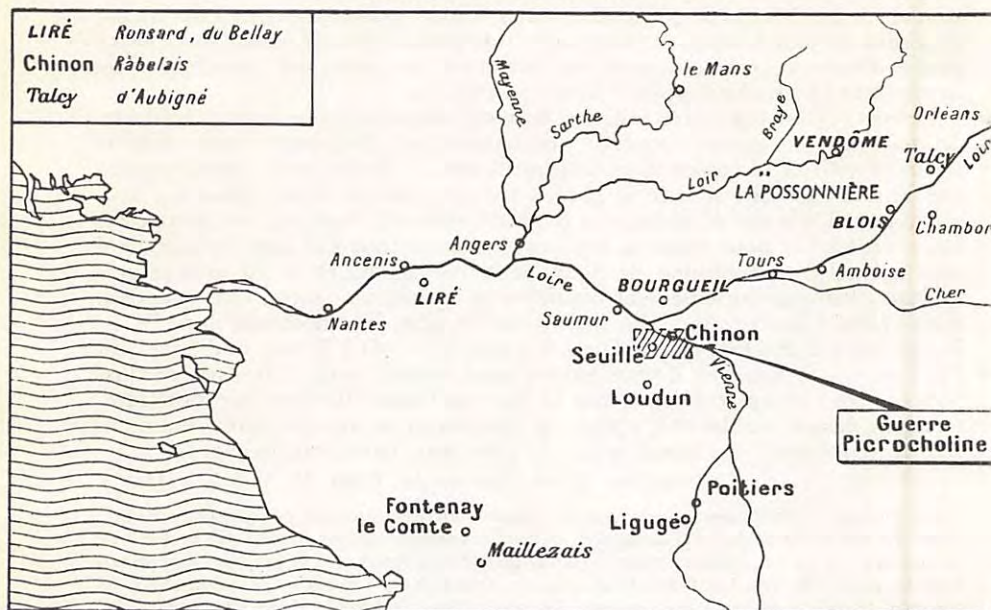 LIRÉ Ronsard, du Bellay
Chinon Rabelais
Talcy d'Aubigné
Mayenne
Sarthe
le Mans
Braye
Loir
VENDÔME
LA POSSONNIÈRE
Orléans
Talcy
Loire
BLOIS
Chambor
Angers
Ancenis
LIRÉ
Loire
BOURGUEIL
Tours
Amboise
Cher
Nantes
Saumur
Chinon
Seuillé
Vienne
Loudun
Guerre
Picrocholine
Poitiers
Ligugé
Fontenay
le Comte
Maillezais